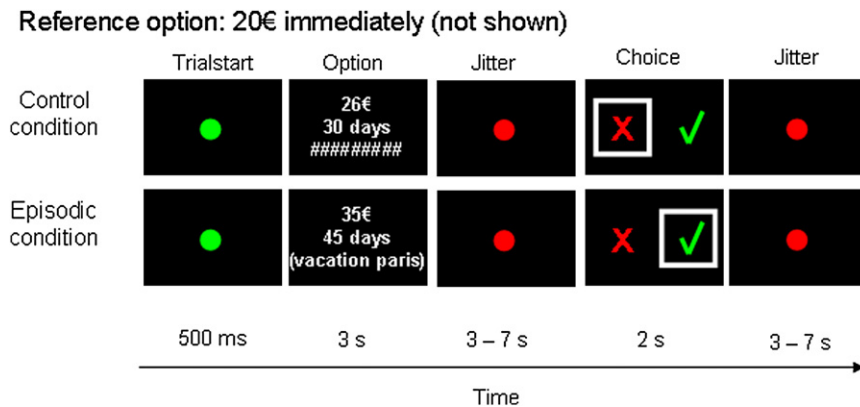 Reference option: 20€ immediately (not shown)
Trialstart Option Jitter Choice Jitter
Control
condition
26€
30 days
#########
X ✓
Episodic
condition
35€
45 days
(vacation paris)
X ✓
500 ms 3 s 3 – 7 s 2 s 3 – 7 s
Time